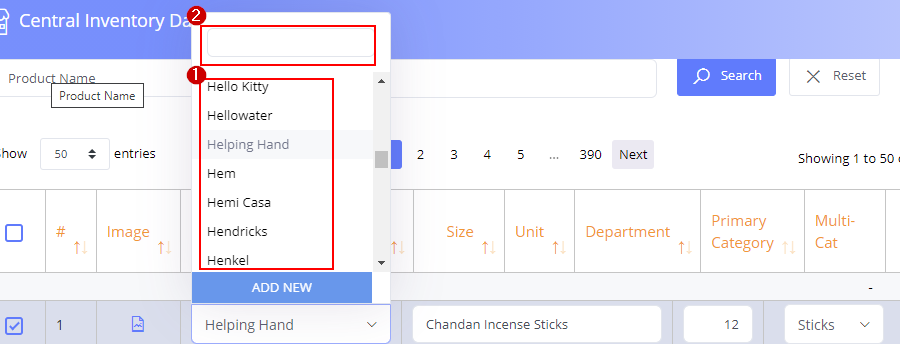 Central Inventory Da
2
1
Product Name
Product Name
Search
Reset
Hello Kitty
Hellowater
Helping Hand
Hem
Hemi Casa
Hendricks
Henkel
ADD NEW
Show 50 entries
2 3 4 5 ... 390 Next
Showing 1 to 50
# Image Size Unit Department Primary Category Multi-Cat
-
1 Helping Hand Chandan Incense Sticks 12 Sticks